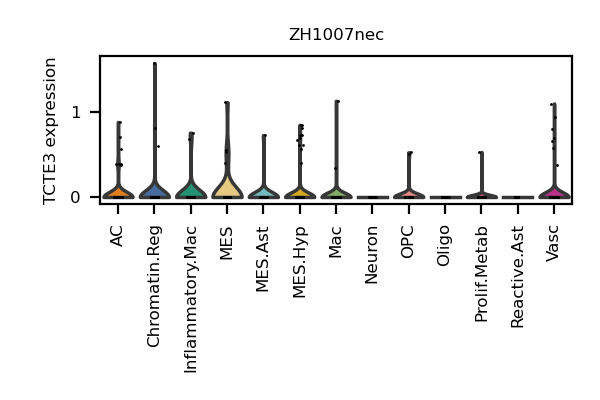 ZH1007nec
TCTE3 expression
1
0
AC
Chromatin.Reg
Inflammatory.Mac
MES
MES.Ast
MES.Hyp
Mac
Neuron
OPC
Oligo
Prolif.Metab
Reactive.Ast
Vasc